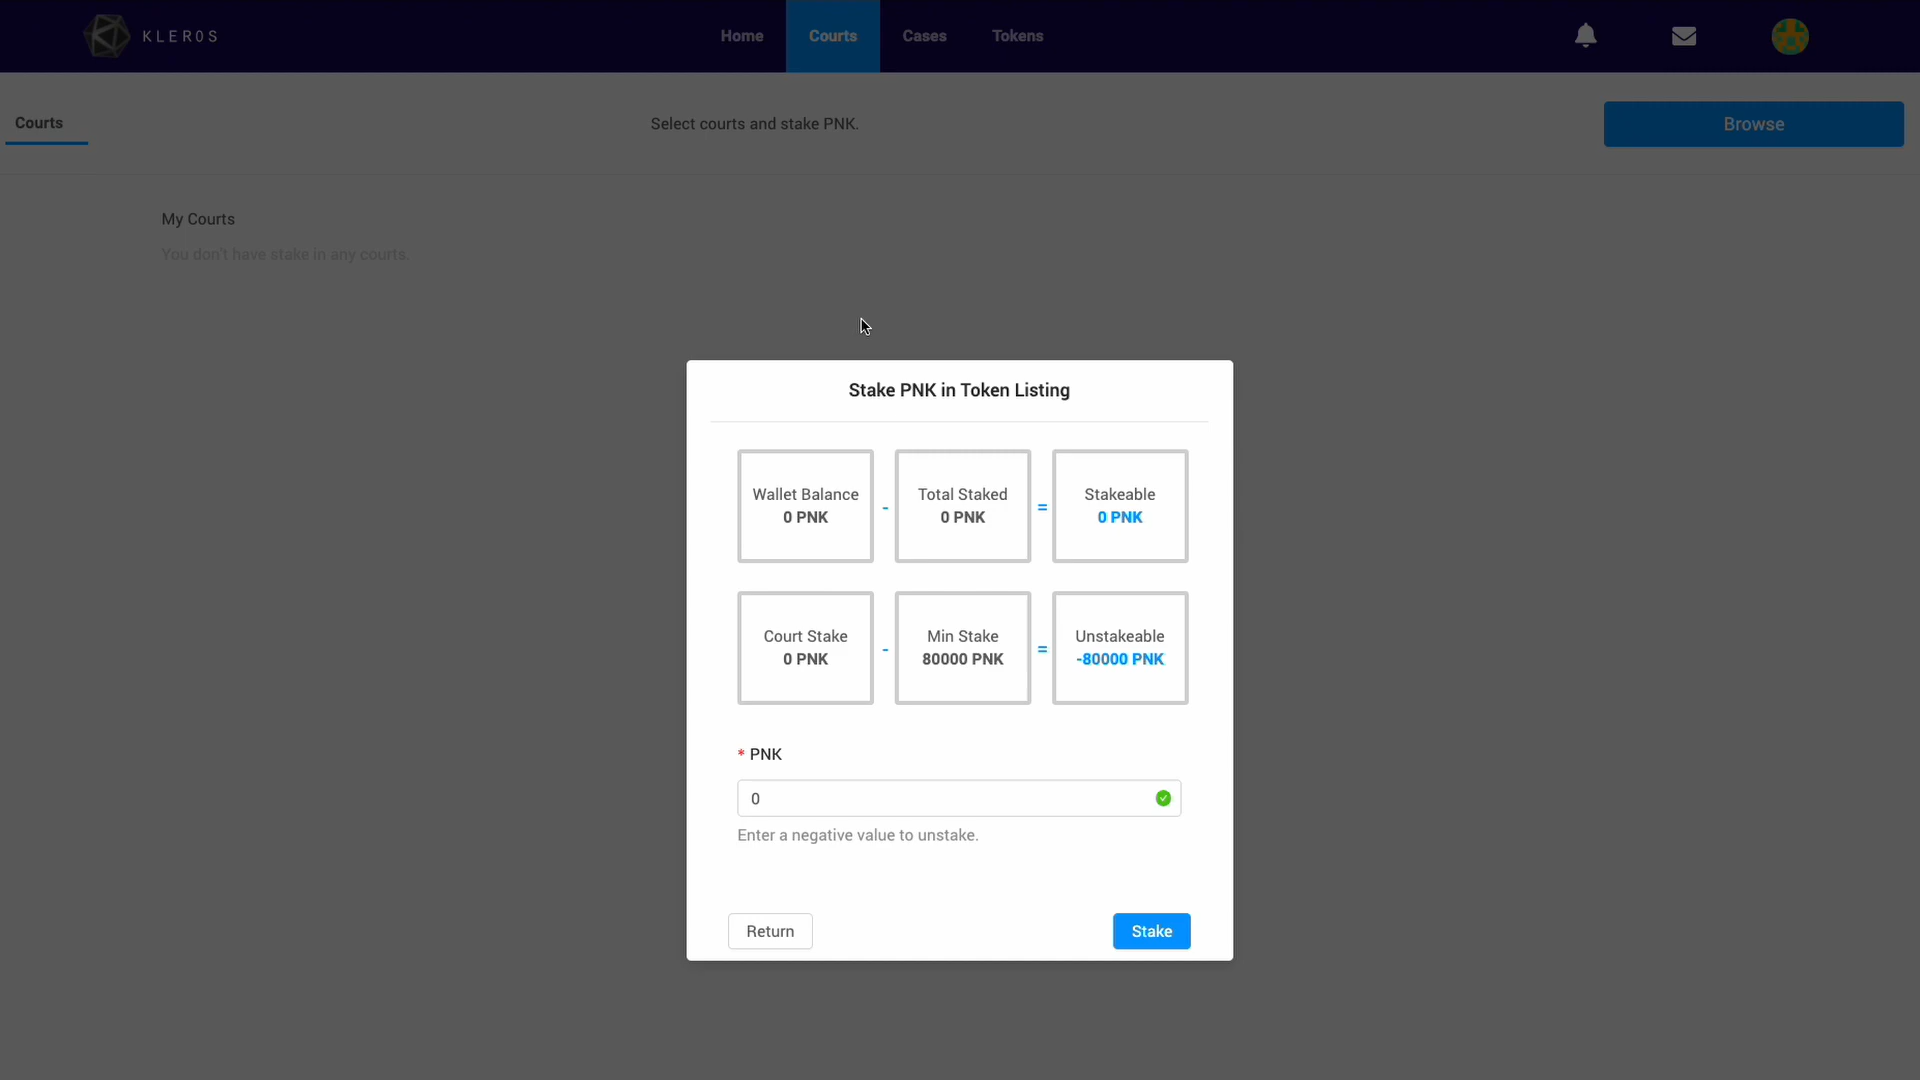 KLEROS
Home
Courts
Cases
Tokens
Courts
Select courts and stake PNK.
Browse
My Courts
You don't have stake in any courts.
Stake PNK in Token Listing
Wallet Balance
0 PNK
-
Total Staked
0 PNK
=
Stakeable
0 PNK
Court Stake
0 PNK
-
Min Stake
80000 PNK
=
Unstakeable
-80000 PNK
* PNK
0
Enter a negative value to unstake.
Return
Stake